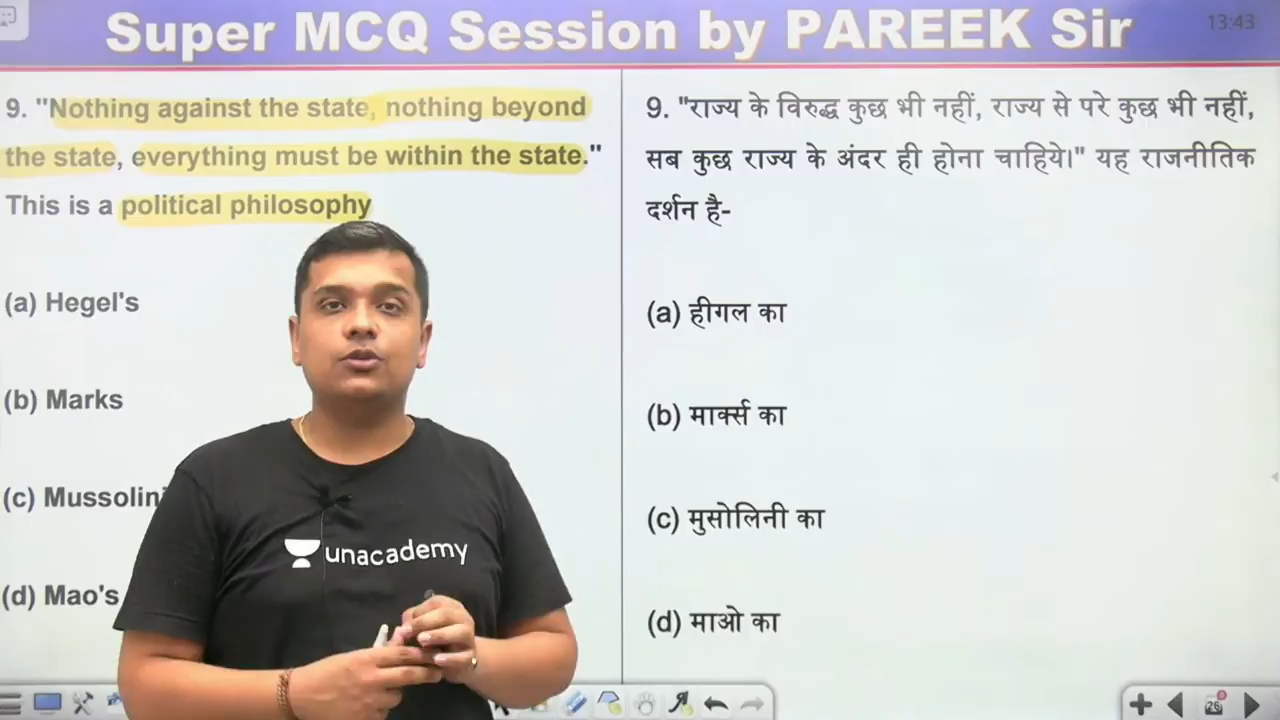 Super MCQ Session by PAREEK Sir
13:43
9. "Nothing against the state, nothing beyond
the state, everything must be within the state."
This is a political philosophy
(a) Hegel's
(b) Marks
(c) Mussolini
(d) Mao's
9. "राज्य के विरुद्ध कुछ भी नहीं, राज्य से परे कुछ भी नहीं,
सब कुछ राज्य के अंदर ही होना चाहिये।" यह राजनीतिक
दर्शन है-
(a) हीगल का
(b) मार्क्स का
(c) मुसोलिनी का
(d) माओ का
unacademy
26